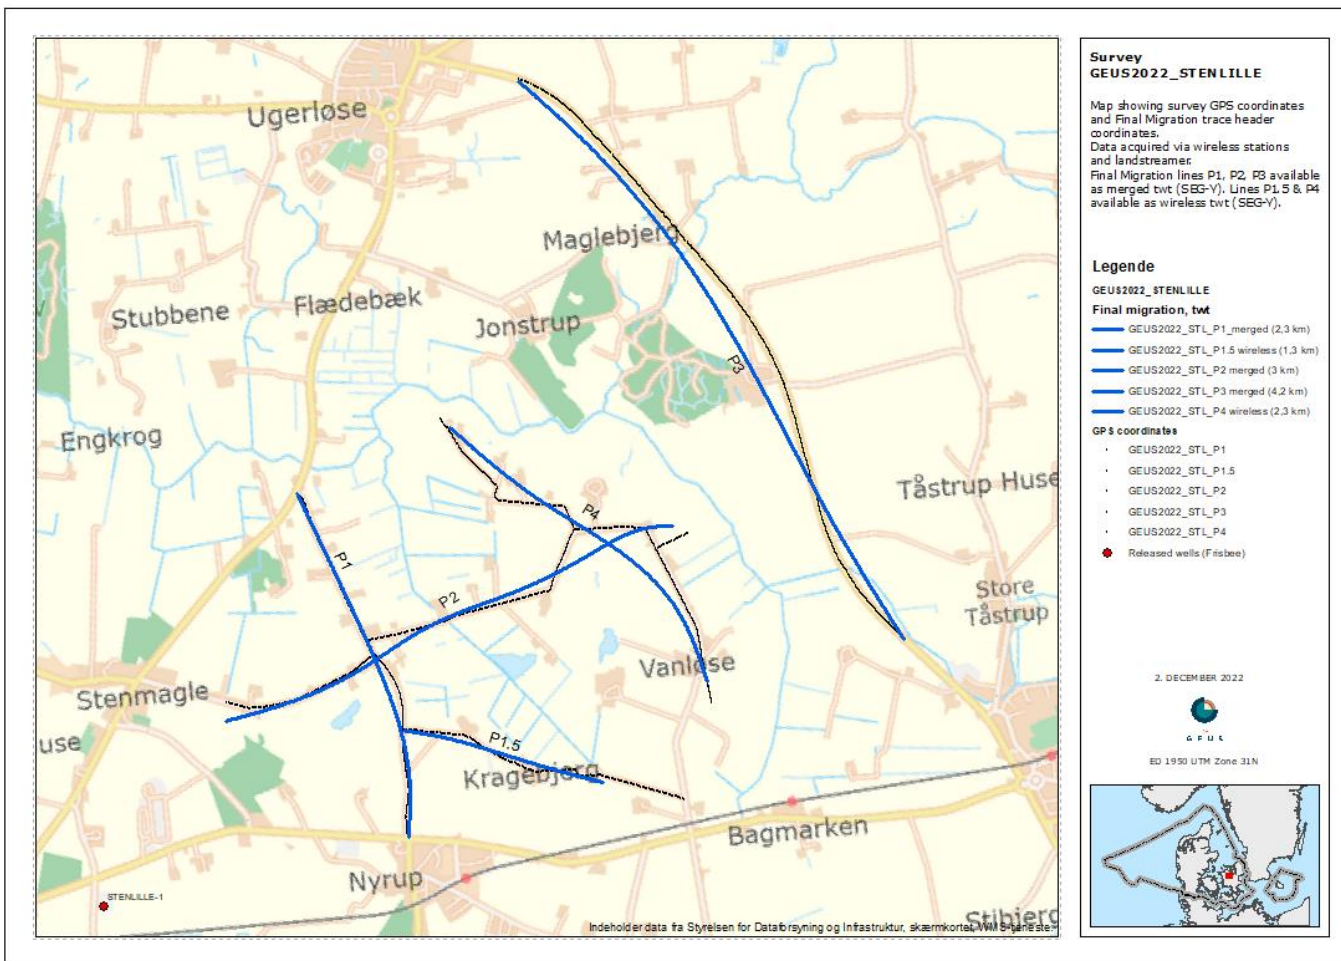 Ugerløse
Maglebjerg
Stubbene
Flædebæk
Jonstrup
P3
Engkrog
Tåstrup Huse
P4
P1
P2
Store
Tåstrup
Vanløse
Stenmagle
use
P1.5
Kragebjerg
Bagmarken
Nyrup
STENLILLE-1
Stibjerg
Indeholder data fra Styrelsen for Dataforsyning og Infrastruktur, skærmkortet, WMS-tjeneste.
Survey
GEUS2022_STENLILLE
Map showing survey GPS coordinates
and Final Migration trace header
coordinates.
Data acquired via wireless stations
and landstreamer.
Final Migration lines P1, P2, P3 available
as merged twt (SEG-Y). Lines P1.5 & P4
available as wireless twt (SEG-Y).
Legende
GEUS2022_STENLILLE
Final migration, twt
GEUS2022_STL_P1_merged (2,3 km)
GEUS2022_STL_P1.5 wireless (1,3 km)
GEUS2022_STL_P2 merged (3 km)
GEUS2022_STL_P3 merged (4,2 km)
GEUS2022_STL_P4 wireless (2,3 km)
GPS coordinates
GEUS2022_STL_P1
GEUS2022_STL_P1.5
GEUS2022_STL_P2
GEUS2022_STL_P3
GEUS2022_STL_P4
Released wells (Frisbee)
2. DECEMBER 2022
G E U S
ED 1950 UTM Zone 31N